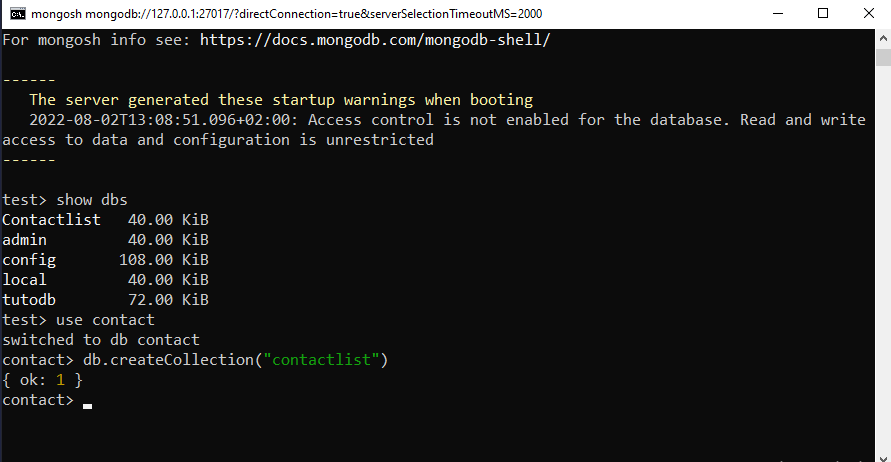 mongosh mongodb://127.0.0.1:27017/?directConnection=true&serverSelectionTimeoutMS=2000
For mongosh info see: https://docs.mongodb.com/mongodb-shell/
------
   The server generated these startup warnings when booting
   2022-08-02T13:08:51.096+02:00: Access control is not enabled for the database. Read and write
access to data and configuration is unrestricted
------
test> show dbs
Contactlist   40.00 KiB
admin         40.00 KiB
config       108.00 KiB
local         40.00 KiB
tutodb        72.00 KiB
test> use contact
switched to db contact
contact> db.createCollection("contactlist")
{ ok: 1 }
contact>